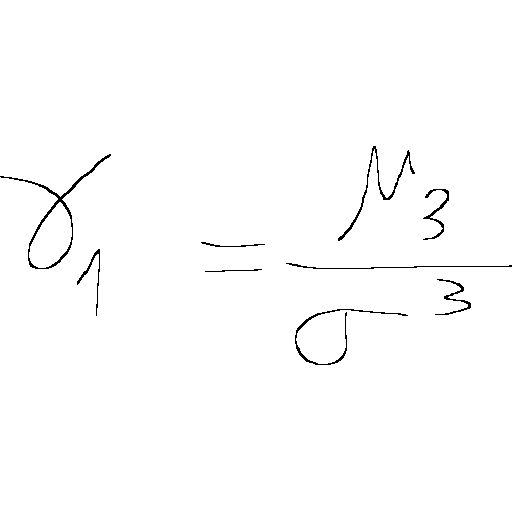 γ₁ = μ₃ / σ³